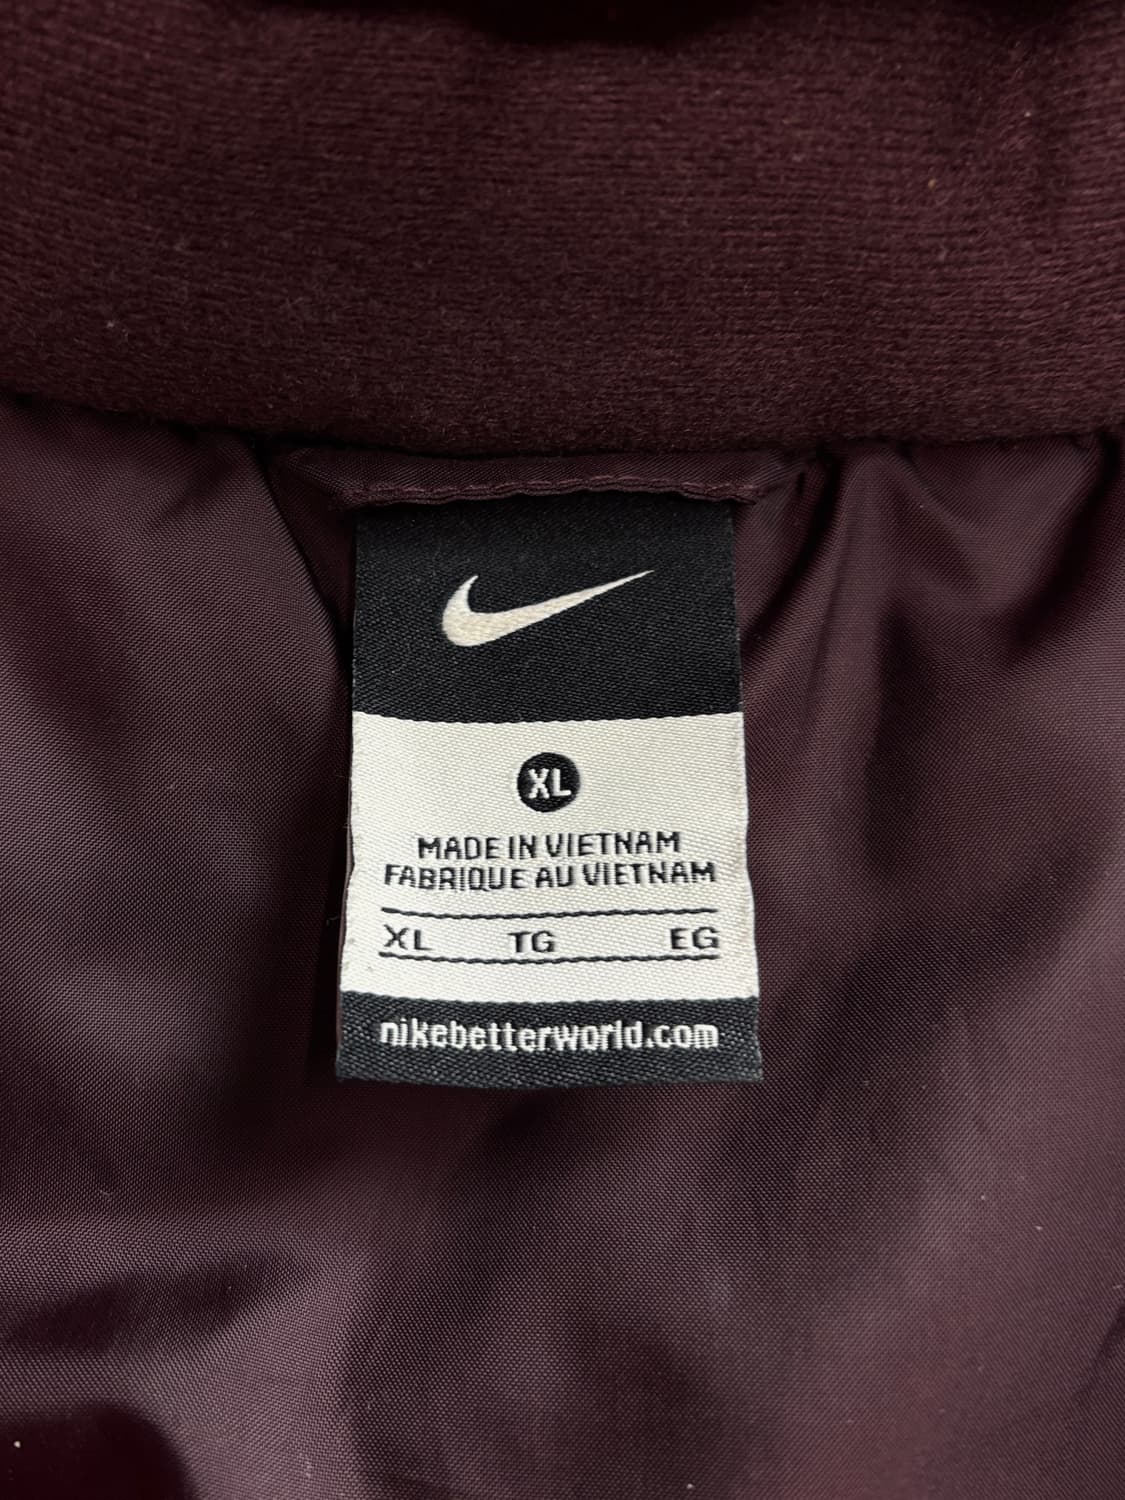 XL
MADE IN VIETNAM
FABRIQUE AU VIETNAM
XL TG EG
nikebetterworld.com